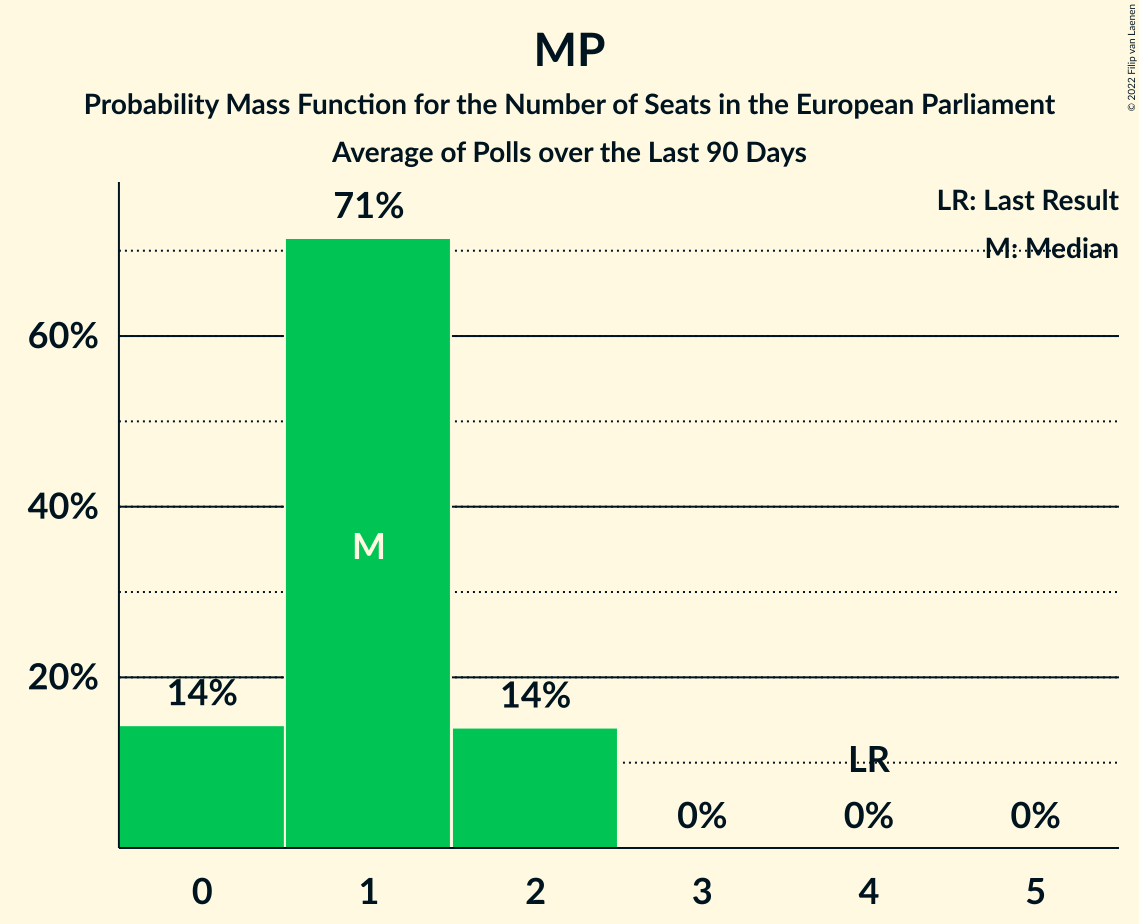 MP
Probability Mass Function for the Number of Seats in the European Parliament
Average of Polls over the Last 90 Days
© 2022 Filip van Laenen
LR: Last Result
M: Median
71%
60%
40%
M
20%
14%
14%
LR
0%
0%
0%
0
1
2
3
4
5